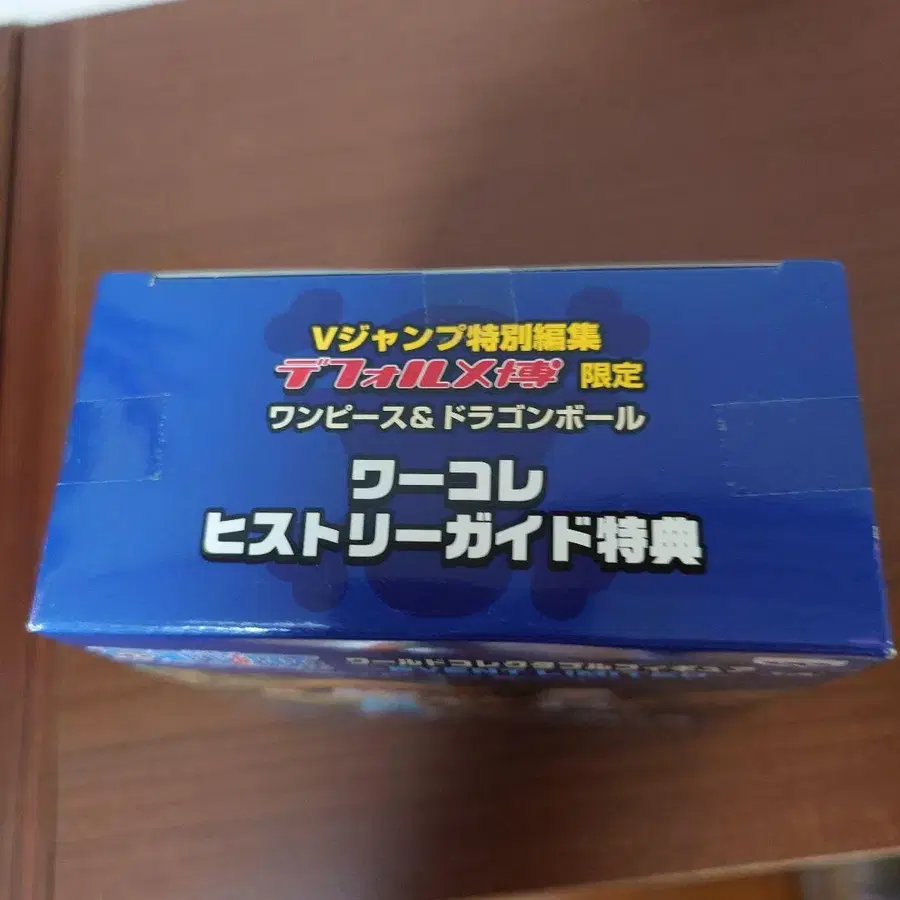 Vジャンプ特別編集
デフォルメ博 限定
ワンピース&ドラゴンボール
ワーコレ
ヒストリーガイド特典
ワールドコレクタブルフィギュア